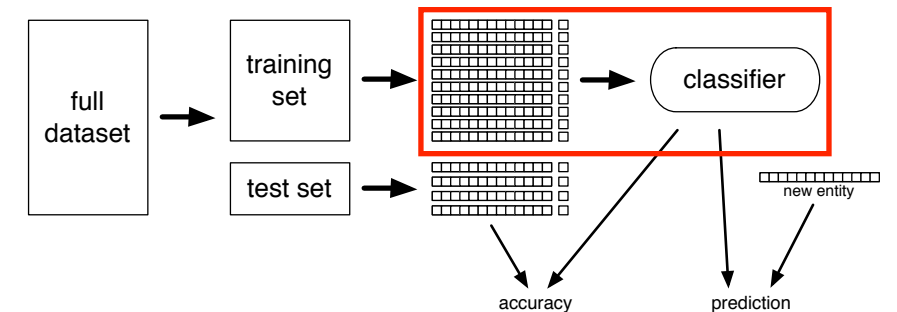 full
dataset
training
set
classifier
test set
new entity
accuracy
prediction